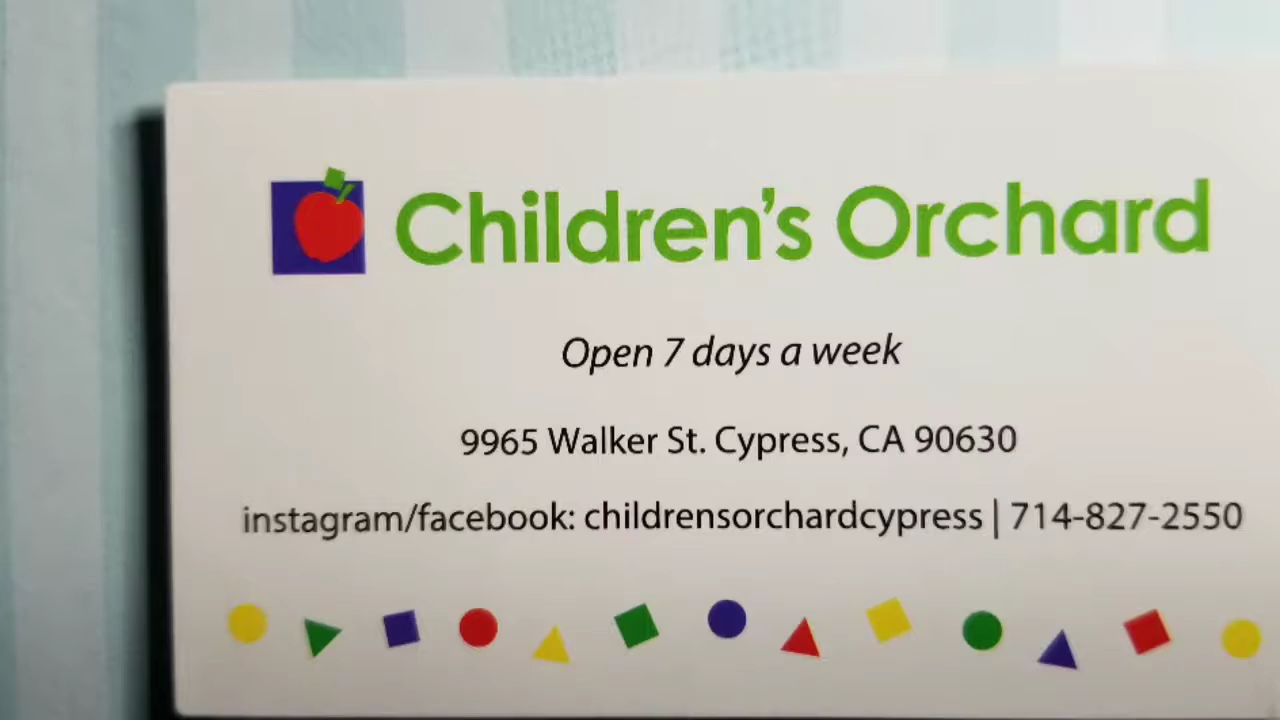 Children's Orchard
Open 7 days a week
9965 Walker St. Cypress, CA 90630
instagram/facebook: childrensorchardcypress | 714-827-2550